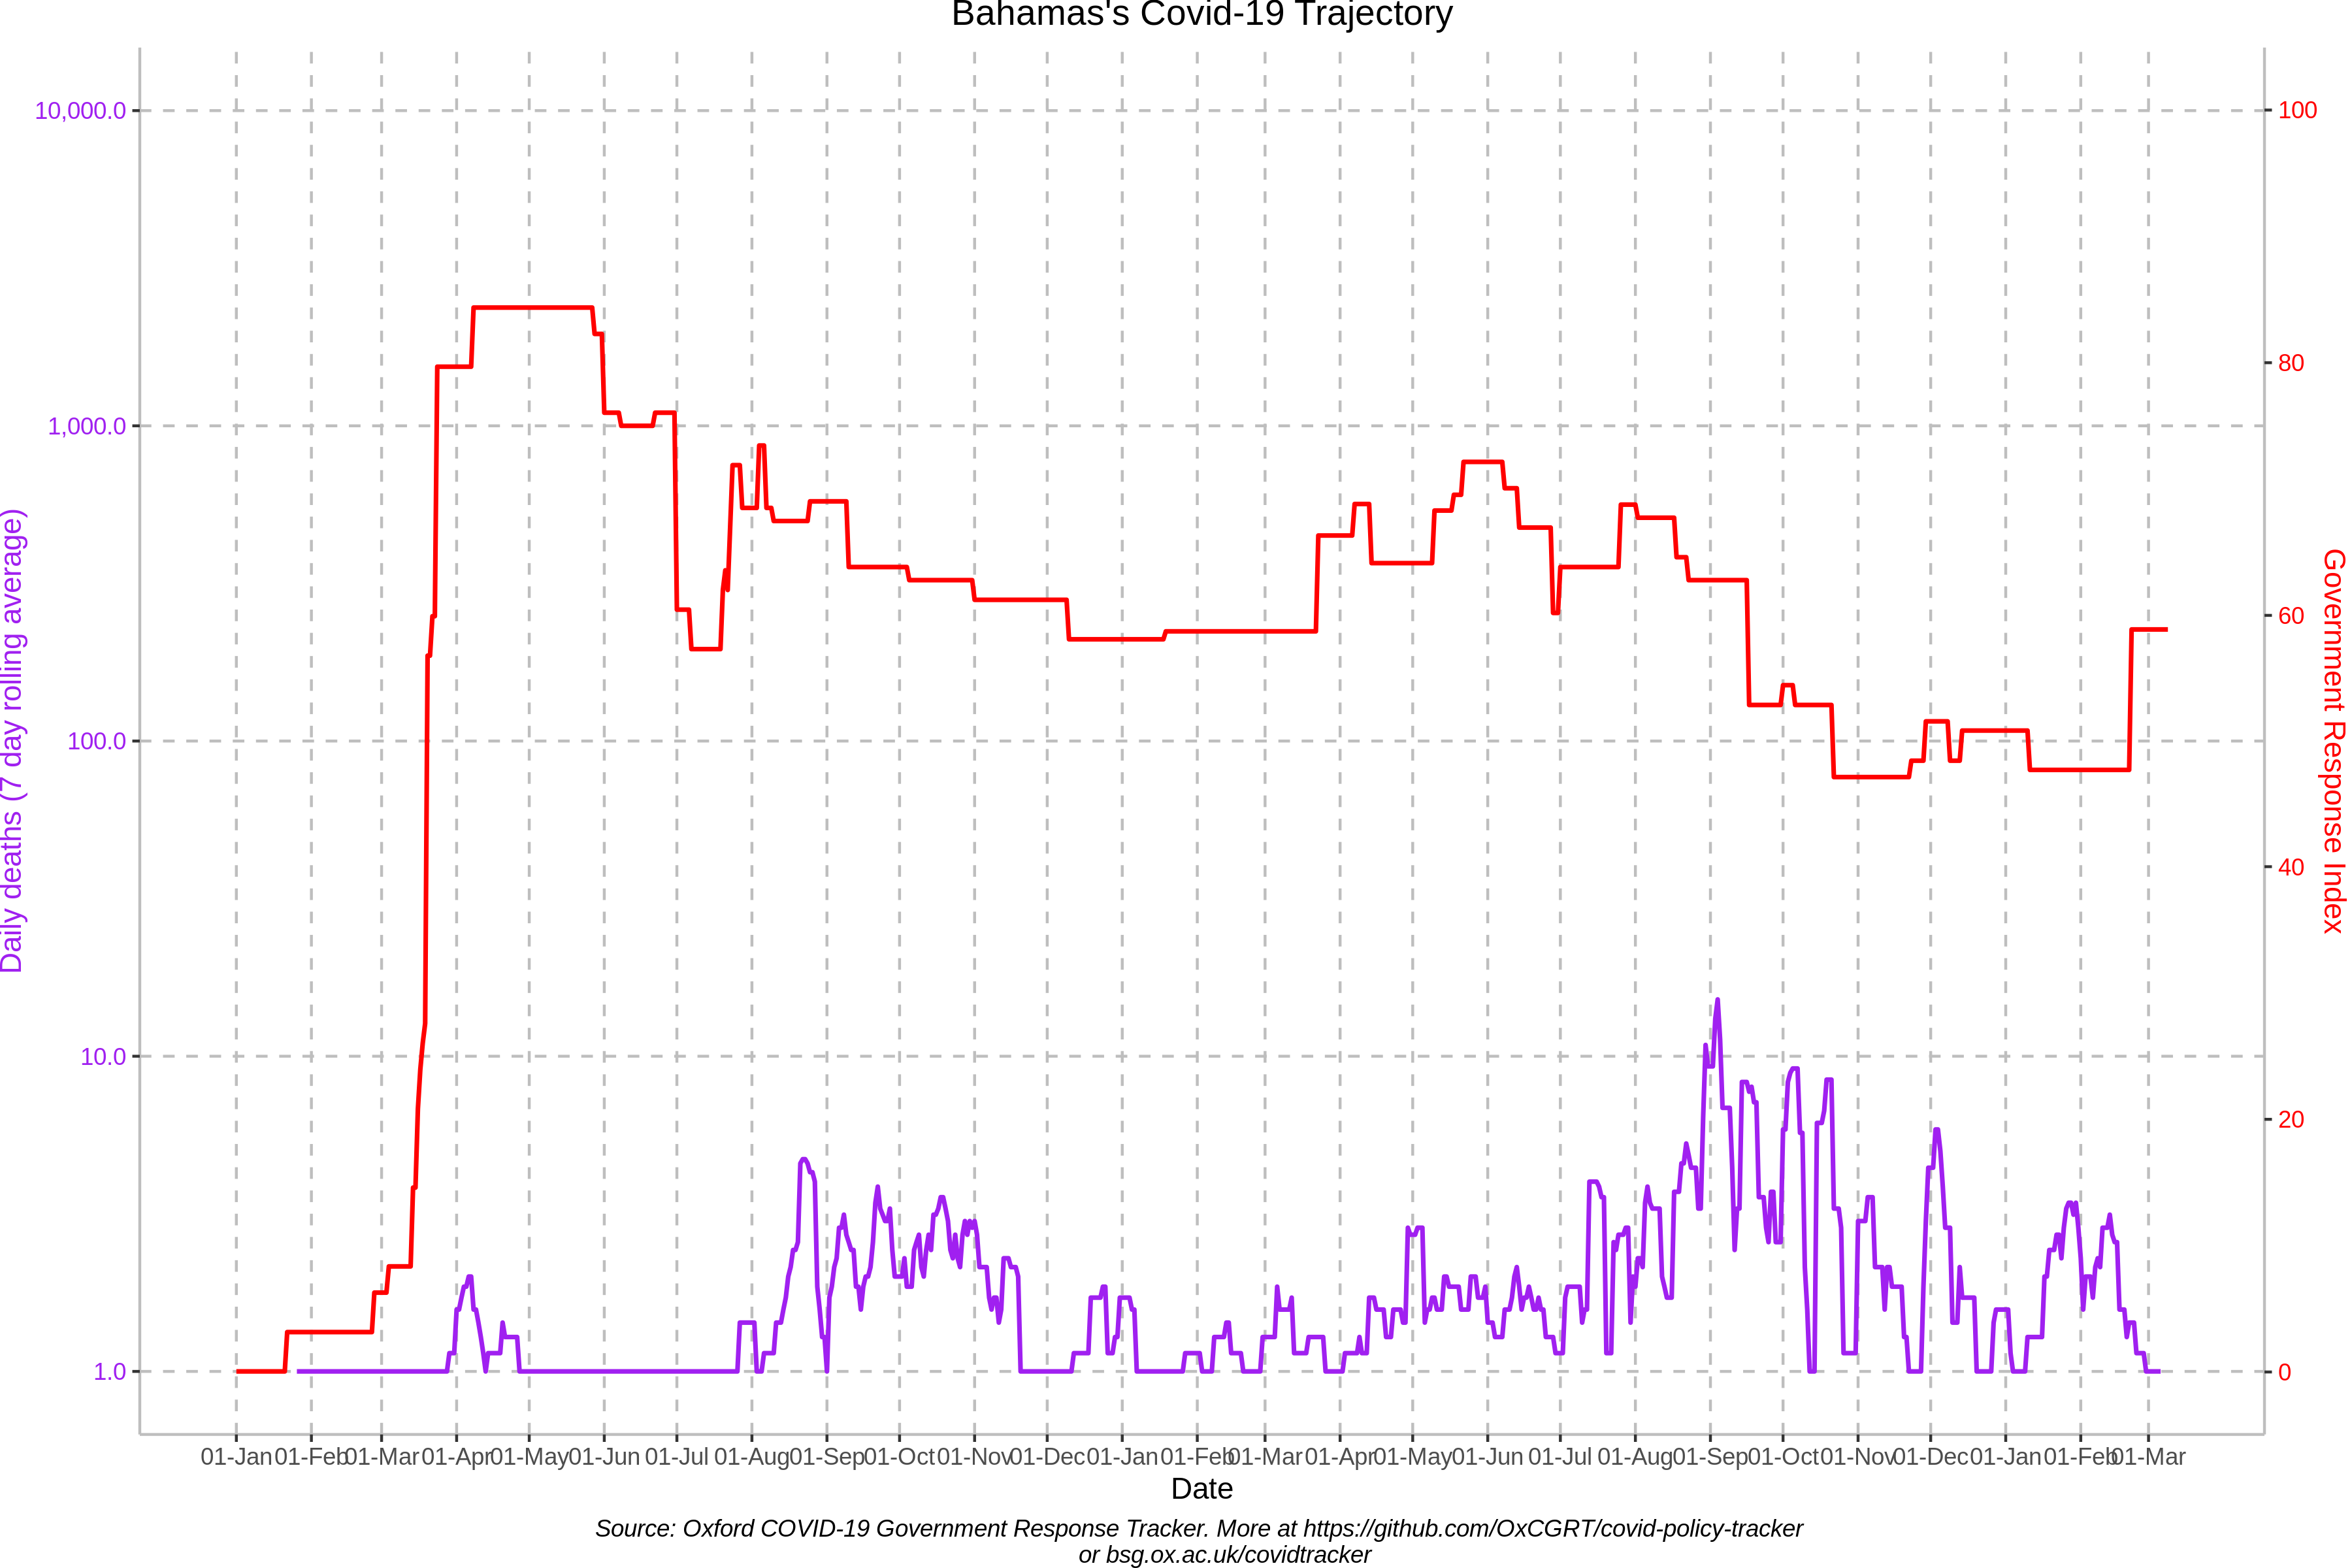 Bahamas's Covid-19 Trajectory
10,000.0
1,000.0
100.0
10.0
1.0
Daily deaths (7 day rolling average)
100
80
60
40
20
0
Government Response Index
01-Jan 01-Feb 01-Mar 01-Apr 01-May 01-Jun 01-Jul 01-Aug 01-Sep 01-Oct 01-Nov 01-Dec 01-Jan 01-Feb 01-Mar 01-Apr 01-May 01-Jun 01-Jul 01-Aug 01-Sep 01-Oct 01-Nov 01-Dec 01-Jan 01-Feb 01-Mar
Date
Source: Oxford COVID-19 Government Response Tracker. More at https://github.com/OxCGRT/covid-policy-tracker
or bsg.ox.ac.uk/covidtracker